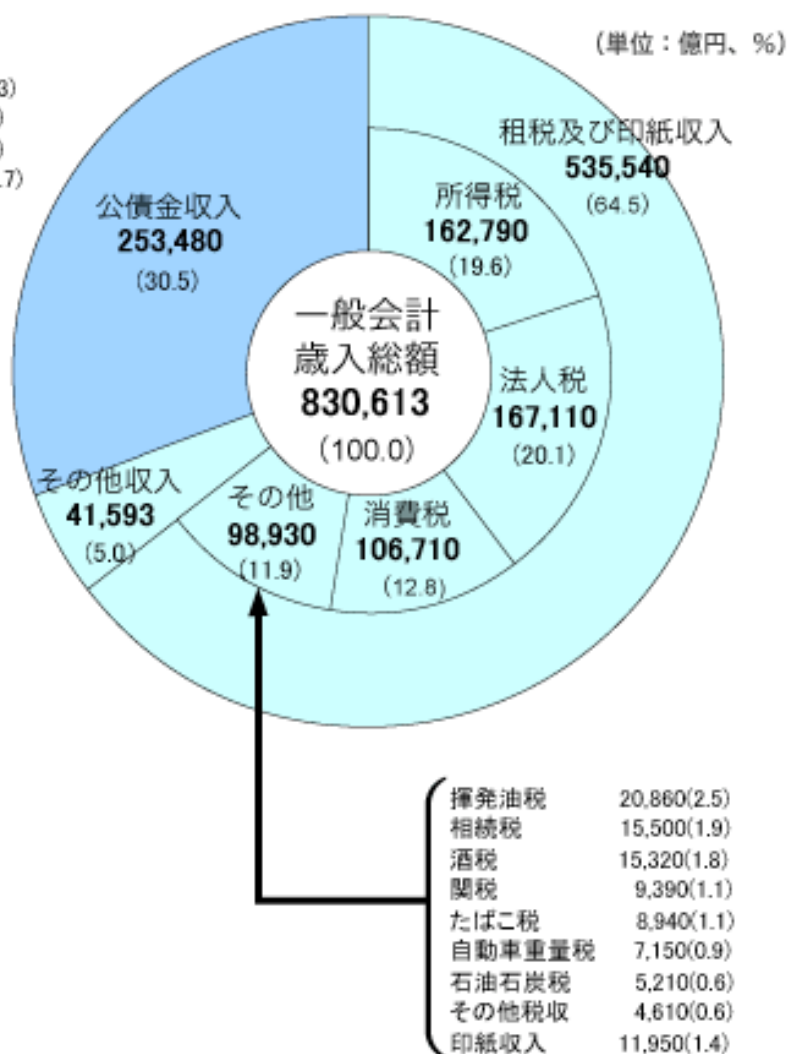 (単位：億円、%)
3)
)
)
.7)
租税及び印紙収入
535,540
(64.5)
公債金収入
253,480
(30.5)
所得税
162,790
(19.6)
一般会計
歳入総額
830,613
(100.0)
法人税
167,110
(20.1)
その他収入
41,593
(5.0)
その他
98,930
(11.9)
消費税
106,710
(12.8)
揮発油税 20,860(2.5)
相続税 15,500(1.9)
酒税 15,320(1.8)
関税 9,390(1.1)
たばこ税 8,940(1.1)
自動車重量税 7,150(0.9)
石油石炭税 5,210(0.6)
その他税収 4,610(0.6)
印紙収入 11,950(1.4)